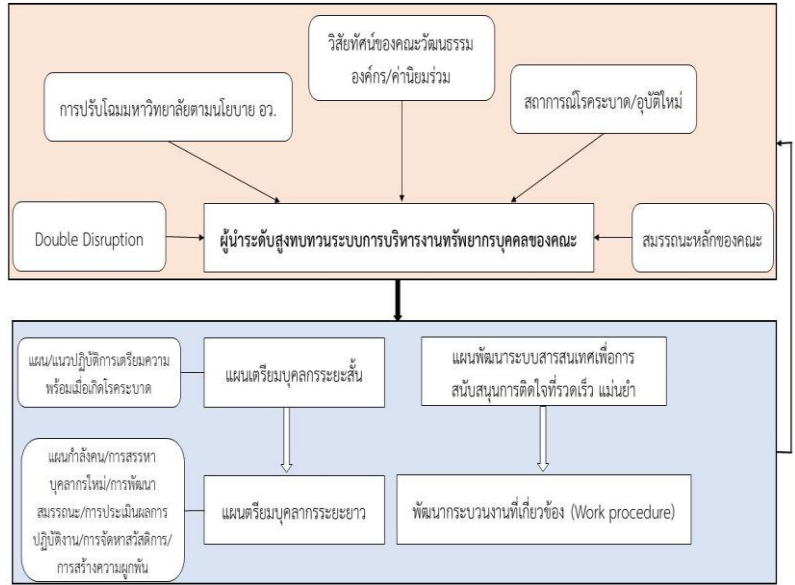 วิสัยทัศน์ของคณะวัฒนธรรม
องค์กร/ค่านิยมร่วม
การปรับโฉมมหาวิทยาลัยตามนโยบาย อว.
สถาการณ์โรคระบาด/อุบัติใหม่
Double Disruption
ผู้นำระดับสูงทบทวนระบบการบริหารงานทรัพยากรบุคคลของคณะ
สมรรถนะหลักของคณะ
แผน/แนวปฏิบัติการเตรียมความ
พร้อมเมื่อเกิดโรคระบาด
แผนเตรียมบุคลกรระยะสั้น
แผนพัฒนาระบบสารสนเทศเพื่อการ
สนับสนุนการติดใจที่รวดเร็ว แม่นยำ
แผนกำลังคน/การสรรหา
บุคลากรใหม่/การพัฒนา
สมรรถนะ/การประเมินผลการ
ปฏิบัติงาน/การจัดหาสวัสดิการ/
การสร้างความผูกพัน
แผนตรียมบุคลากรระยะยาว
พัฒนากระบวนงานที่เกี่ยวข้อง (Work procedure)